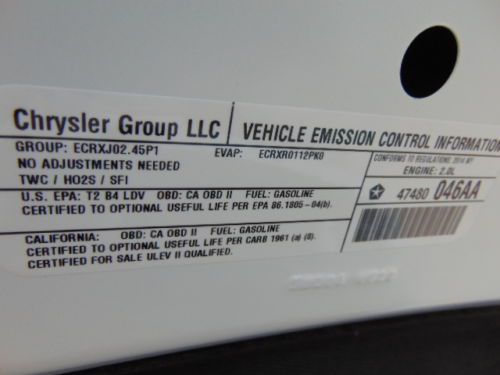 Chrysler Group LLC
VEHICLE EMISSION CONTROL INFORMATION
GROUP: ECRXJ02.45P1
EVAP: ECRXR0112PK0
NO ADJUSTMENTS NEEDED
TWC / HO2S / SFI
CONFORMS TO REGULATIONS: 2014 MY
ENGINE: 2.0L
U.S. EPA: T2 B4 LDV OBD: CA OBD II FUEL: GASOLINE
CERTIFIED TO OPTIONAL USEFUL LIFE PER EPA 86.1805-04(b).
47480 046AA
CALIFORNIA: OBD: CA OBD II FUEL: GASOLINE
CERTIFIED TO OPTIONAL USEFUL LIFE PER CARB 1961 (a) (8).
CERTIFIED FOR SALE ULEV II QUALIFIED.